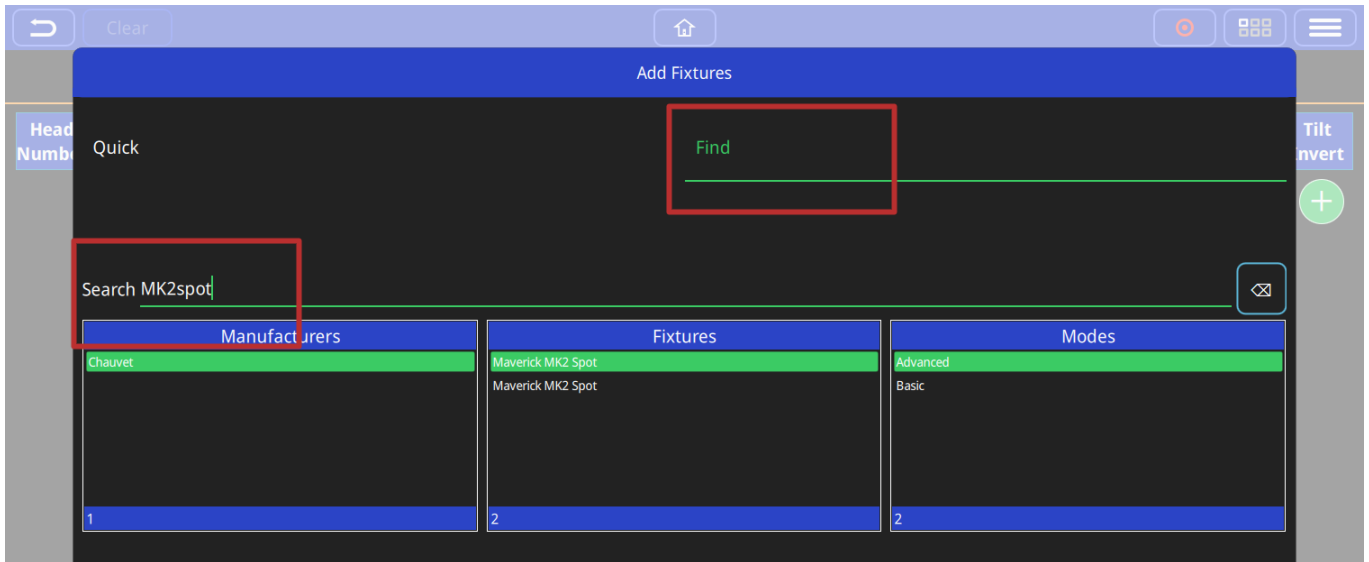 Clear
Add Fixtures
Head
Numb
Quick
Find
Tilt
nvert
Search MK2spot
Manufacturers
Fixtures
Modes
Chauvet
Maverick MK2 Spot
Advanced
Maverick MK2 Spot
Basic
1
2
2